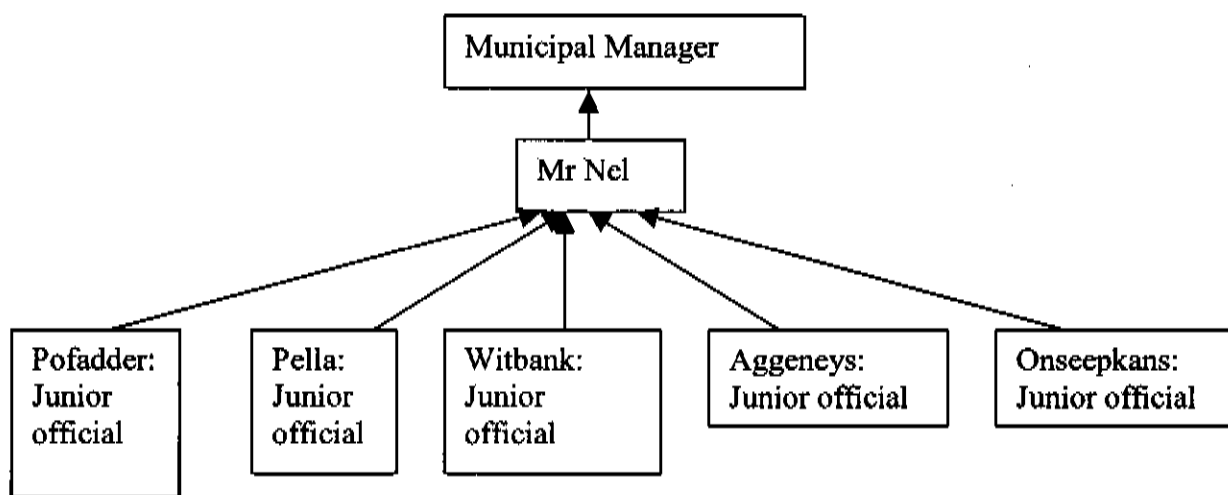 Municipal Manager
Mr Nel
Pofadder:
Junior
official
Pella:
Junior
official
Witbank:
Junior
official
Aggeneys:
Junior official
Onseepkans:
Junior official